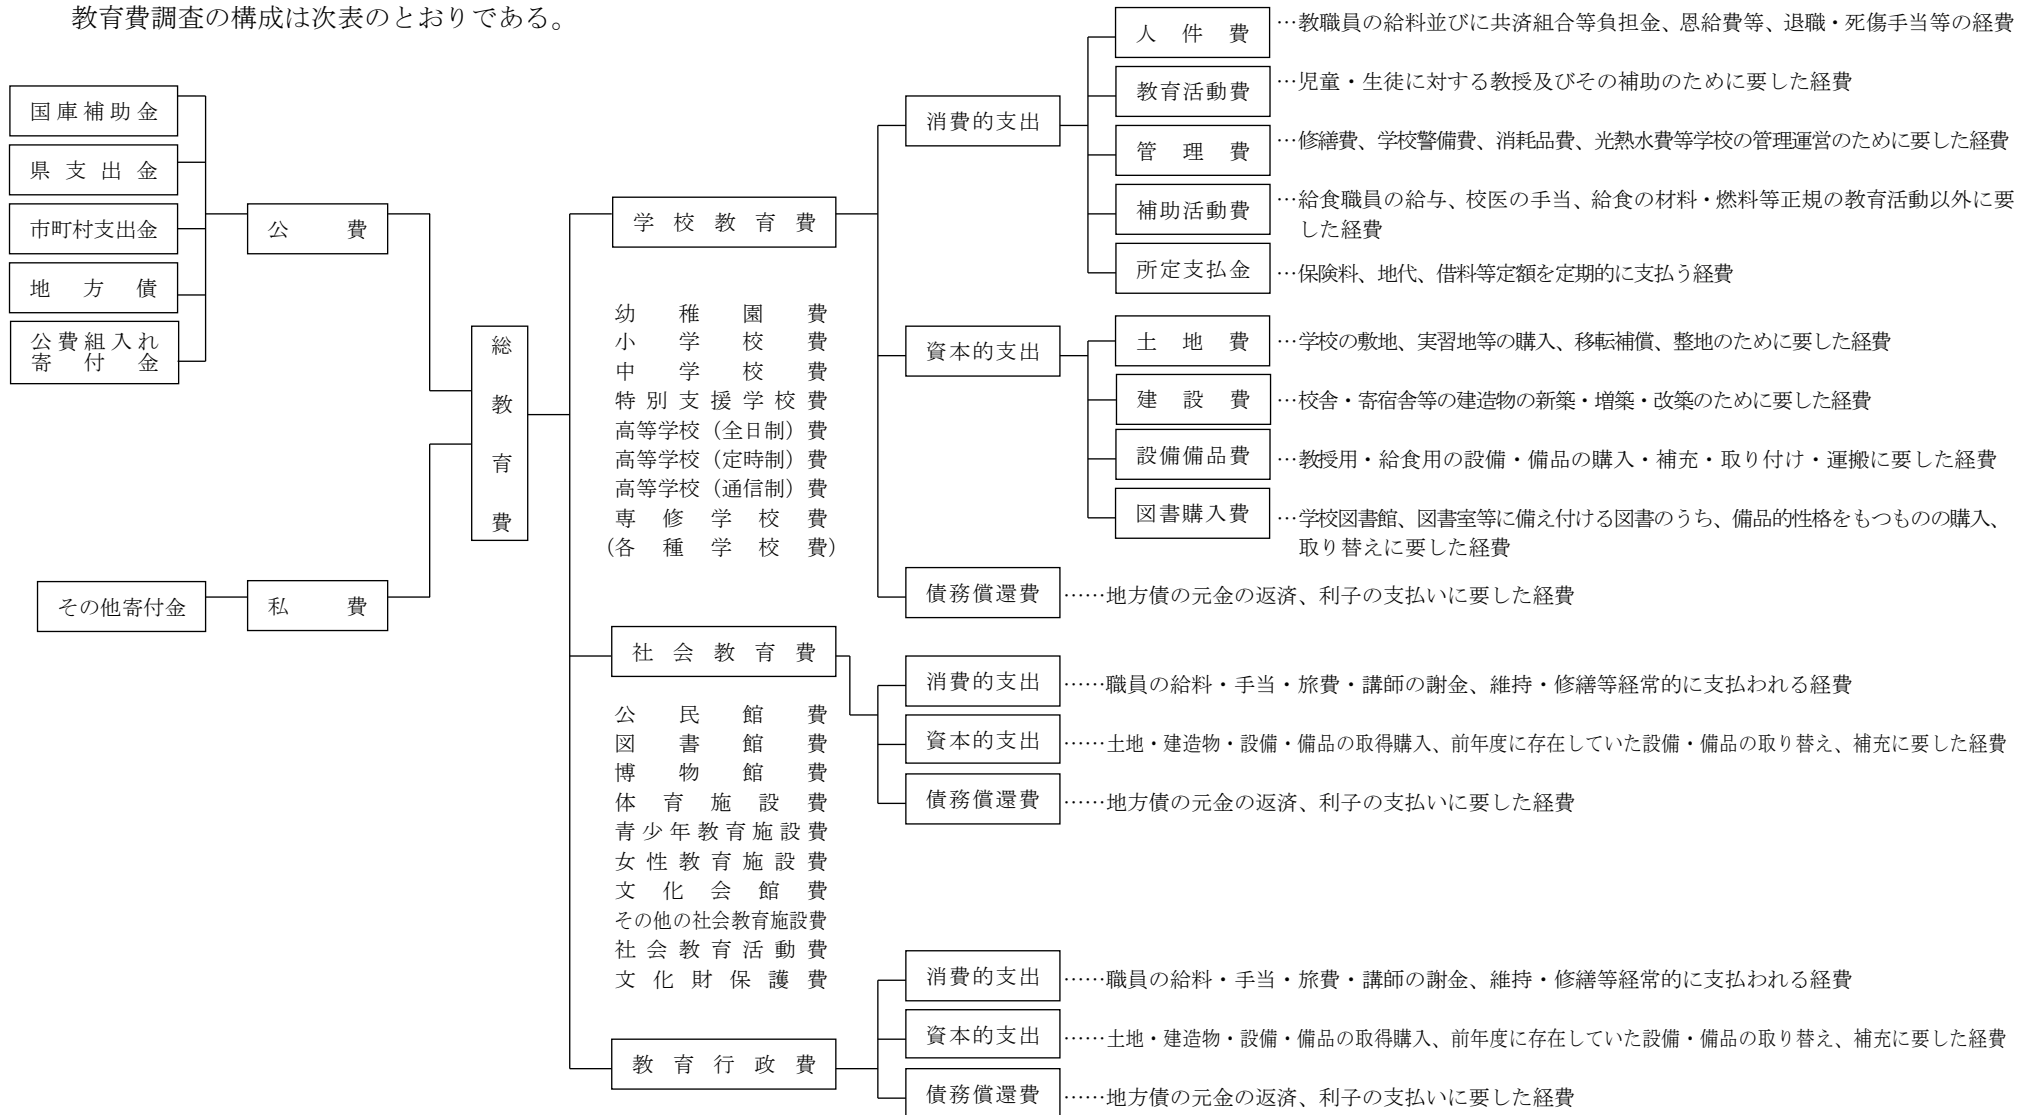 教育費調査の構成は次表のとおりである。
国庫補助金
県支出金
市町村支出金
地方債
公費組入れ
寄付金
公費
その他寄付金
私費
総教育費
学校教育費
幼稚園費
小学校費
中学校費
特別支援学校費
高等学校（全日制）費
高等学校（定時制）費
高等学校（通信制）費
専修学校費
（各種学校費）
消費的支出
人件費
…教職員の給料並びに共済組合等負担金、恩給費等、退職・死傷手当等の経費
教育活動費
…児童・生徒に対する教授及びその補助のために要した経費
管理費
…修繕費、学校警備費、消耗品費、光熱水費等学校の管理運営のために要した経費
補助活動費
…給食職員の給与、校医の手当、給食の材料・燃料等正規の教育活動以外に要
した経費
所定支払金
…保険料、地代、借料等定額を定期的に支払う経費
資本的支出
土地費
…学校の敷地、実習地等の購入、移転補償、整地のために要した経費
建設費
…校舎・寄宿舎等の建造物の新築・増築・改築のために要した経費
設備備品費
…教授用・給食用の設備・備品の購入・補充・取り付け・運搬に要した経費
図書購入費
…学校図書館、図書室等に備え付ける図書のうち、備品的性格をもつものの購入、
取り替えに要した経費
債務償還費
……地方債の元金の返済、利子の支払いに要した経費
社会教育費
公民館費
図書館費
博物館費
体育施設費
青少年教育施設費
女性教育施設費
文化会館費
その他の社会教育施設費
社会教育活動費
文化財保護費
消費的支出
……職員の給料・手当・旅費・講師の謝金、維持・修繕等経常的に支払われる経費
資本的支出
……土地・建造物・設備・備品の取得購入、前年度に存在していた設備・備品の取り替え、補充に要した経費
債務償還費
……地方債の元金の返済、利子の支払いに要した経費
教育行政費
消費的支出
……職員の給料・手当・旅費・講師の謝金、維持・修繕等経常的に支払われる経費
資本的支出
……土地・建造物・設備・備品の取得購入、前年度に存在していた設備・備品の取り替え、補充に要した経費
債務償還費
……地方債の元金の返済、利子の支払いに要した経費